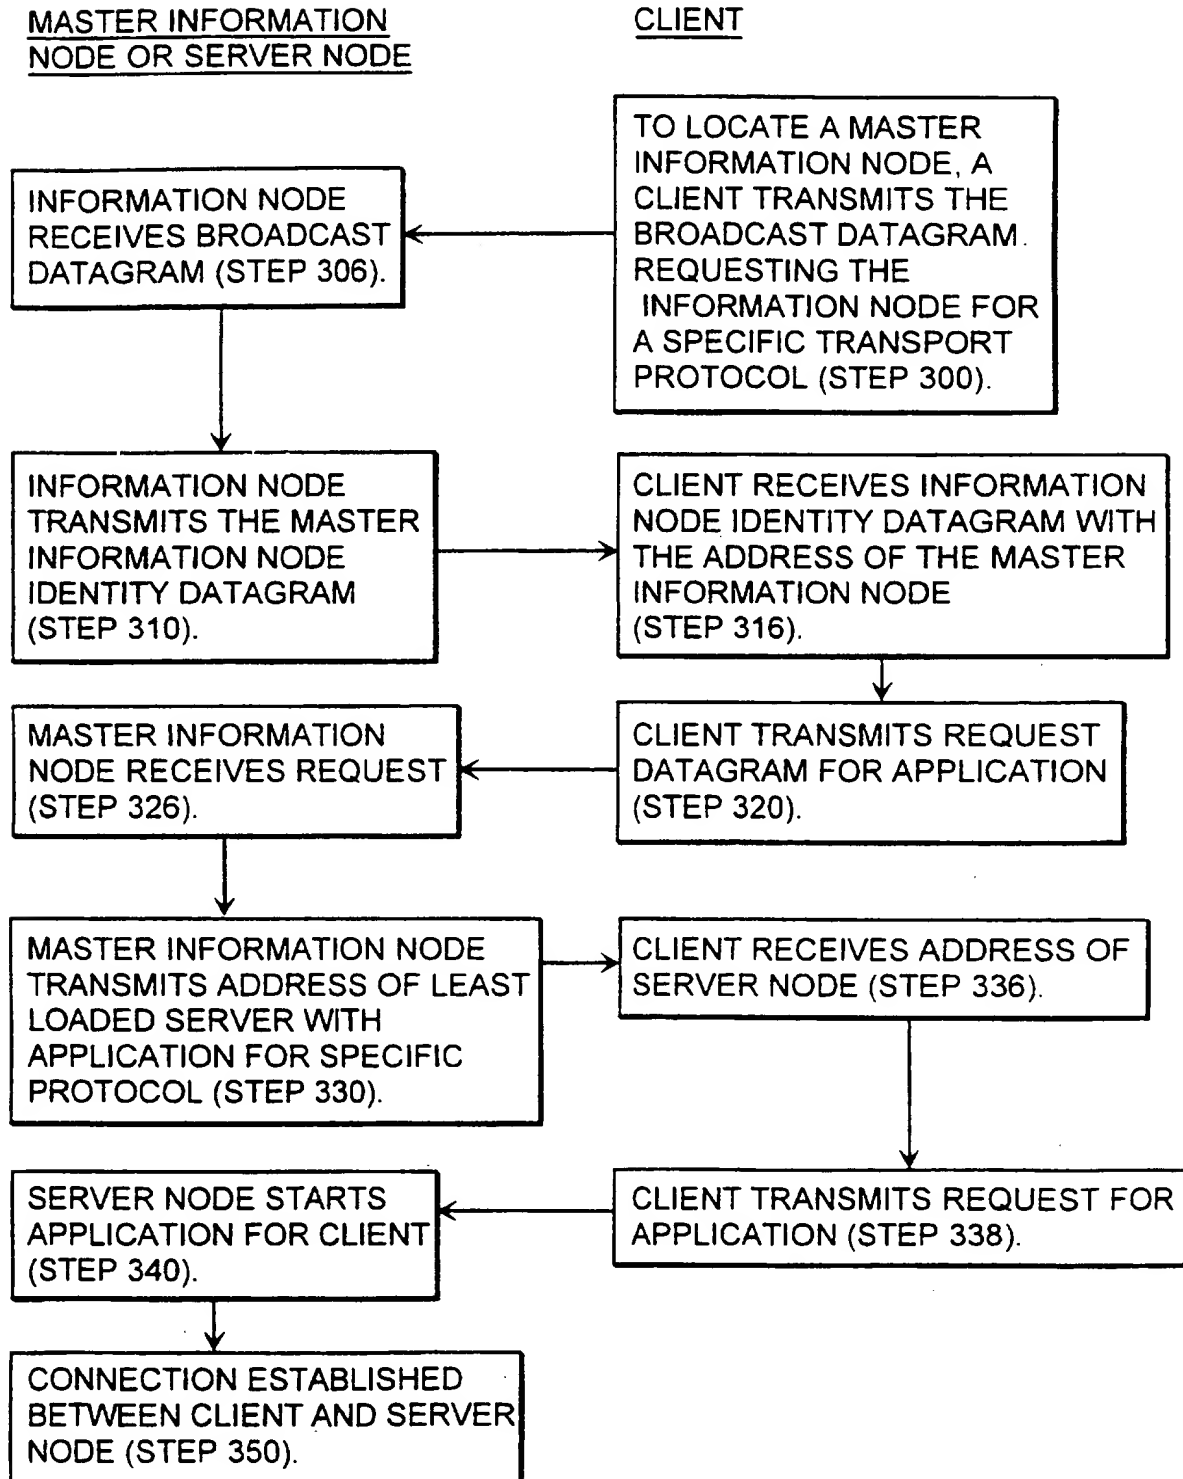 MASTER INFORMATION
NODE OR SERVER NODE
CLIENT
TO LOCATE A MASTER
INFORMATION NODE, A
CLIENT TRANSMITS THE
BROADCAST DATAGRAM.
REQUESTING THE
INFORMATION NODE FOR
A SPECIFIC TRANSPORT
PROTOCOL (STEP 300).
INFORMATION NODE
RECEIVES BROADCAST
DATAGRAM (STEP 306).
INFORMATION NODE
TRANSMITS THE MASTER
INFORMATION NODE
IDENTITY DATAGRAM
(STEP 310).
CLIENT RECEIVES INFORMATION
NODE IDENTITY DATAGRAM WITH
THE ADDRESS OF THE MASTER
INFORMATION NODE
(STEP 316).
CLIENT TRANSMITS REQUEST
DATAGRAM FOR APPLICATION
(STEP 320).
MASTER INFORMATION
NODE RECEIVES REQUEST
(STEP 326).
MASTER INFORMATION NODE
TRANSMITS ADDRESS OF LEAST
LOADED SERVER WITH
APPLICATION FOR SPECIFIC
PROTOCOL (STEP 330).
CLIENT RECEIVES ADDRESS OF
SERVER NODE (STEP 336).
CLIENT TRANSMITS REQUEST FOR
APPLICATION (STEP 338).
SERVER NODE STARTS
APPLICATION FOR CLIENT
(STEP 340).
CONNECTION ESTABLISHED
BETWEEN CLIENT AND SERVER
NODE (STEP 350).